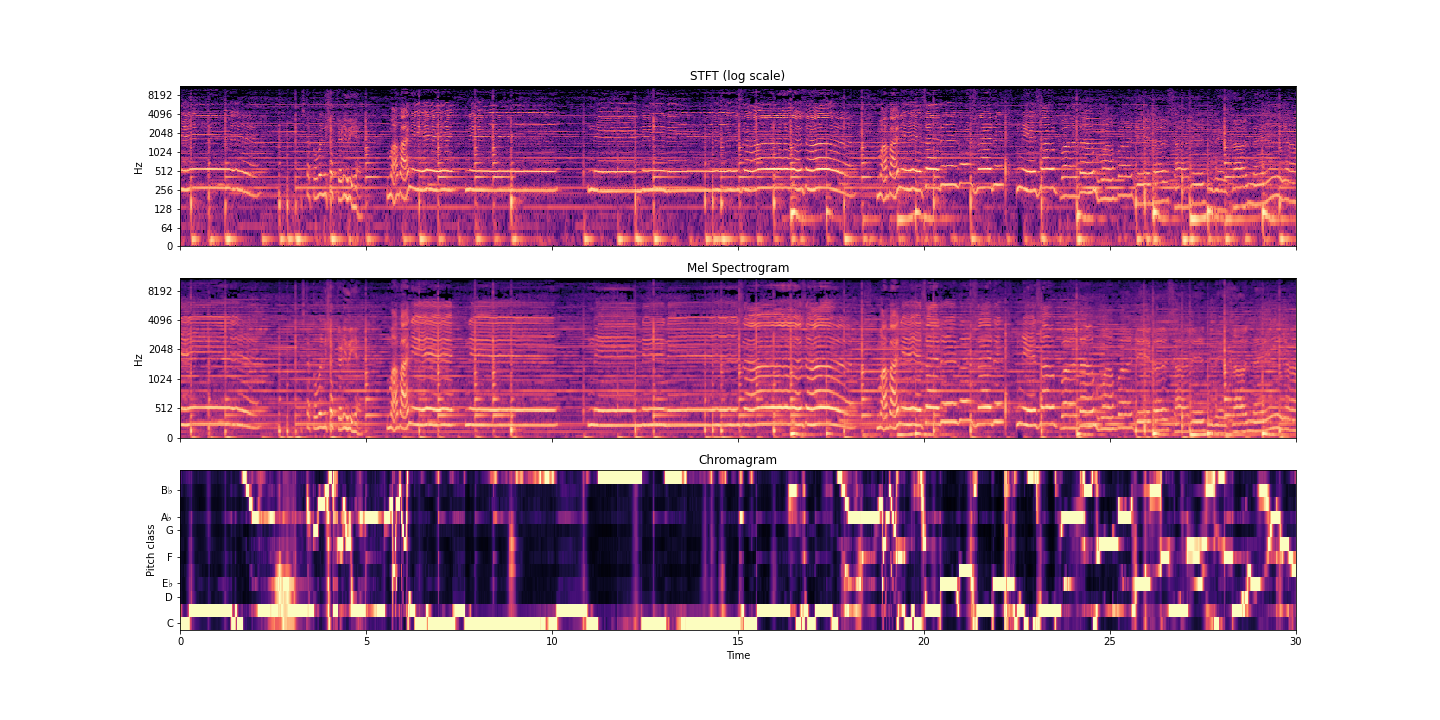 STFT (log scale)
8192
4096
2048
1024
512
256
128
64
0
Hz
Mel Spectrogram
8192
4096
2048
1024
512
0
Hz
Chromagram
B♭
A♭
G
F
E♭
D
C
Pitch class
0 5 10 15 20 25 30
Time